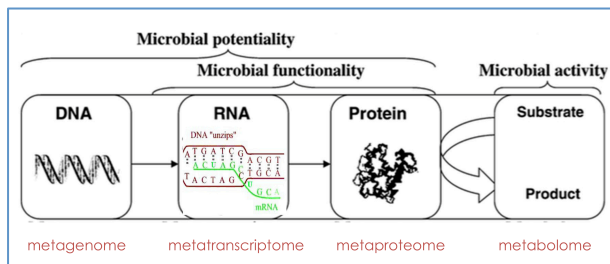 Microbial potentiality
Microbial functionality
Microbial activity
DNA
RNA
Protein
Substrate
DNA "unzips"
A T G A T C G A C G T
A C U A G C
T A C T A G C T G C A
U G C A
mRNA
Product
metagenome
metatranscriptome
metaproteome
metabolome